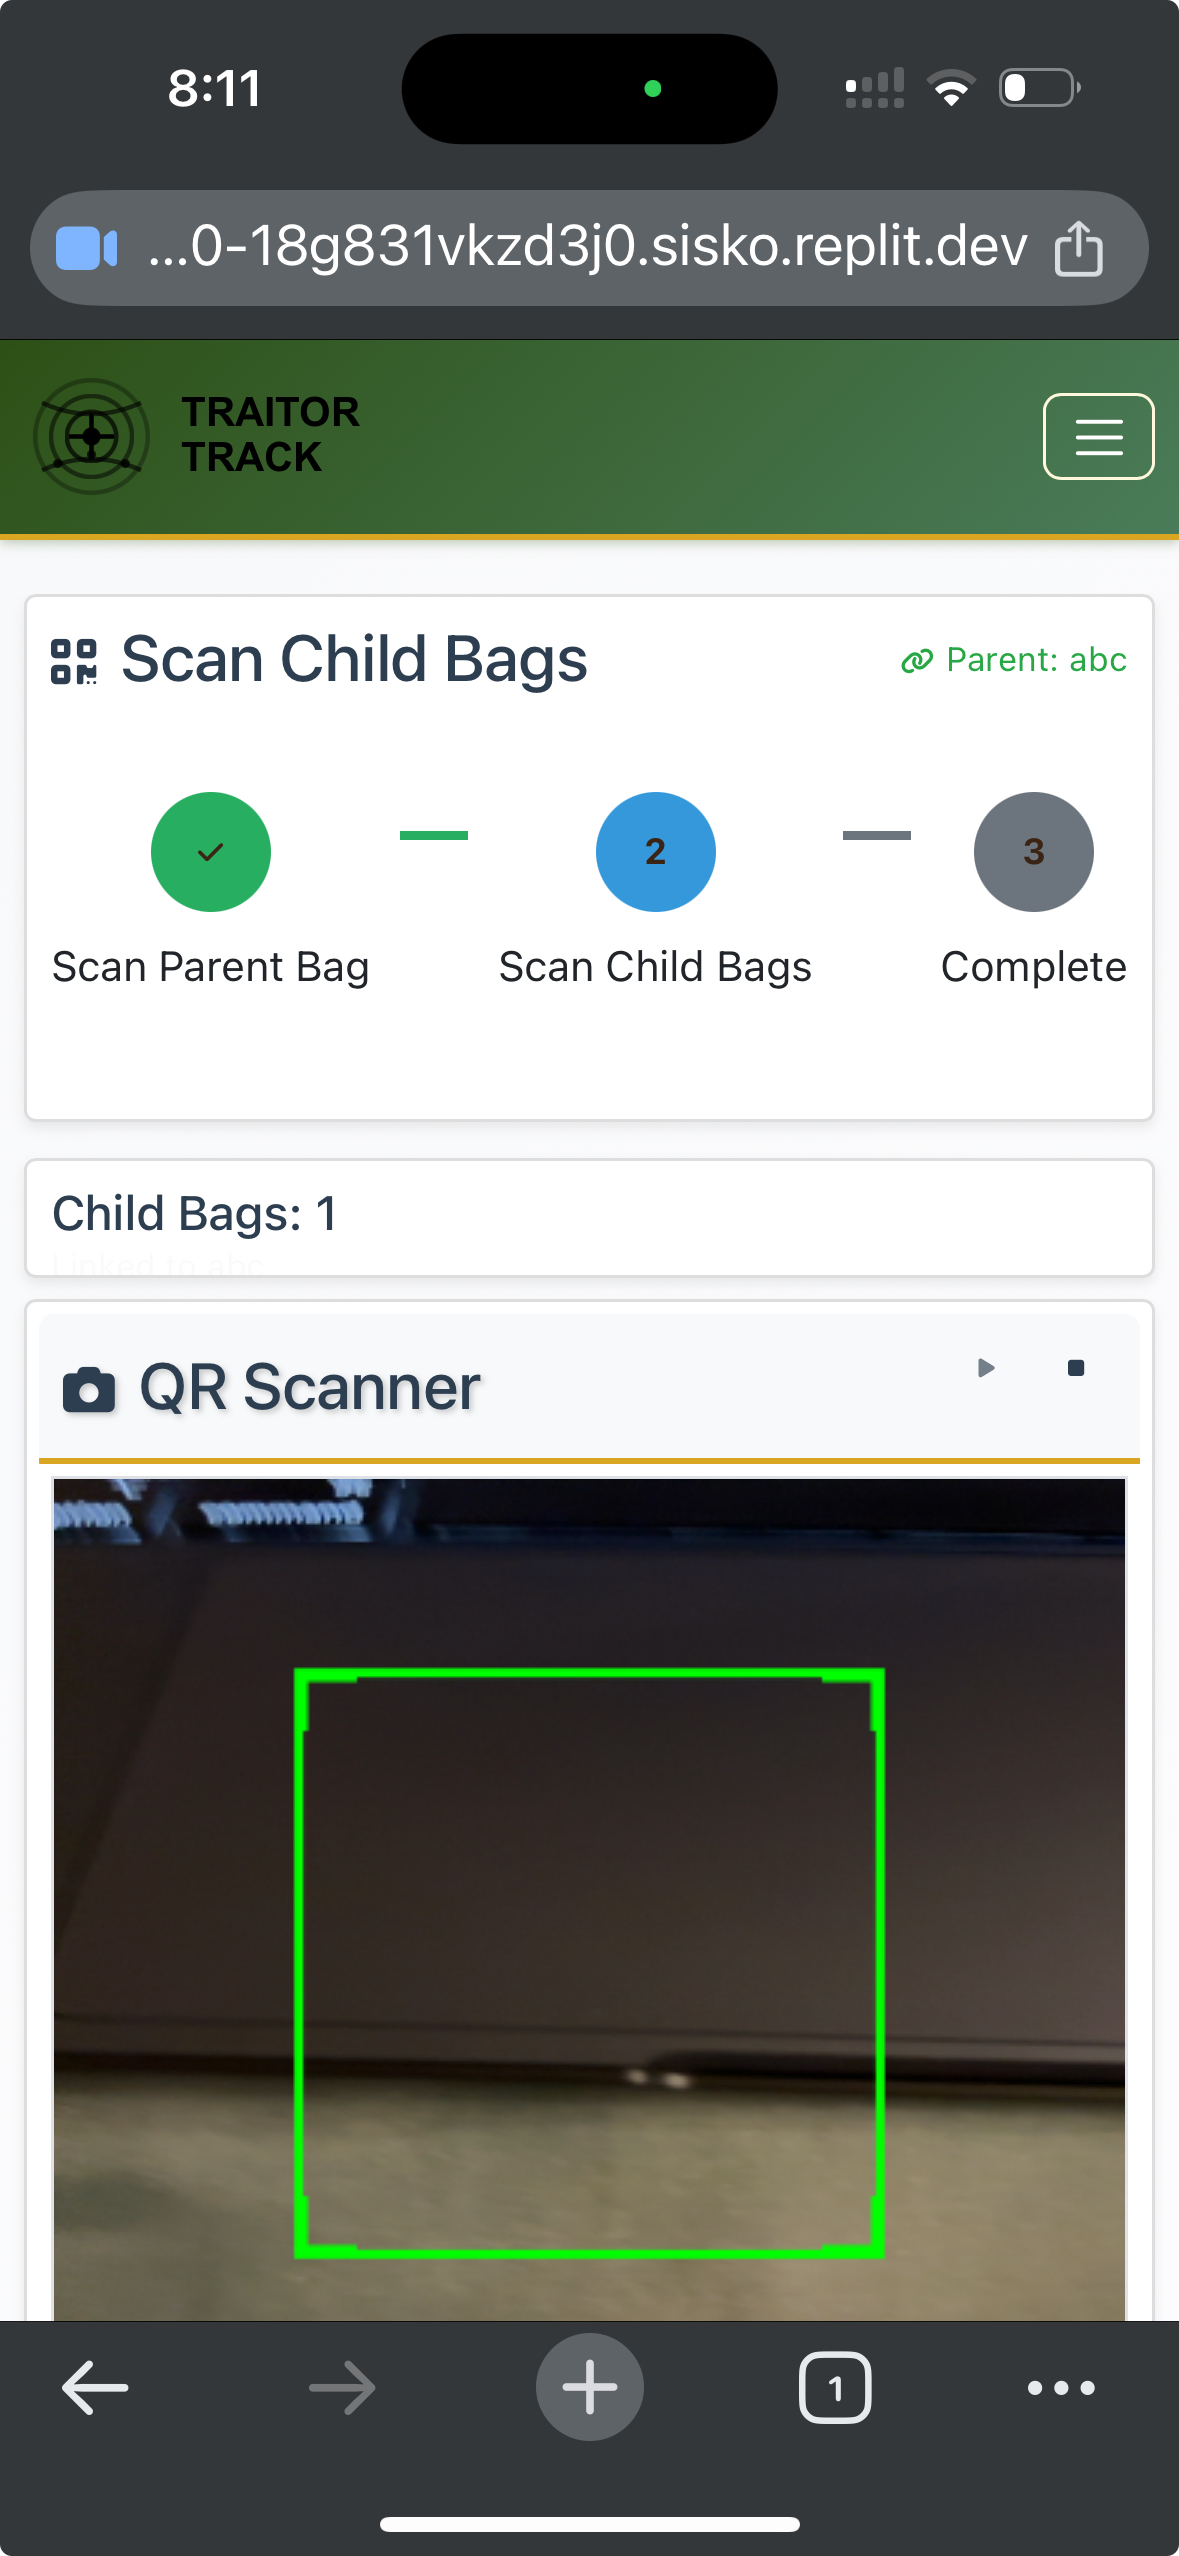 8:11
...0-18g831vkzd3j0.sisko.replit.dev
TRAITOR
TRACK
Scan Child Bags
Parent: abc
2
3
Scan Parent Bag
Scan Child Bags
Complete
Child Bags: 1
Linked to abc
QR Scanner
1